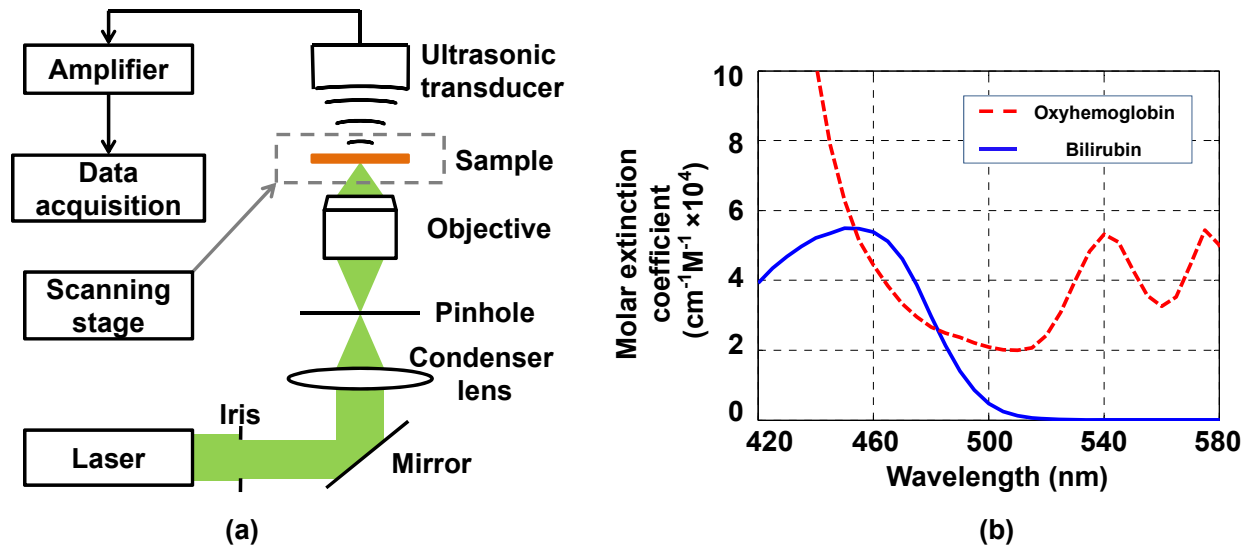 Amplifier
Data
acquisition
Scanning
stage
Laser
Iris
Ultrasonic
transducer
Sample
Objective
Pinhole
Condenser
lens
Mirror
(a)
Molar extinction
coefficient
(cm⁻¹M⁻¹ ×10⁴)
10
8
6
4
2
0
Oxyhemoglobin
Bilirubin
420 460 500 540 580
Wavelength (nm)
(b)